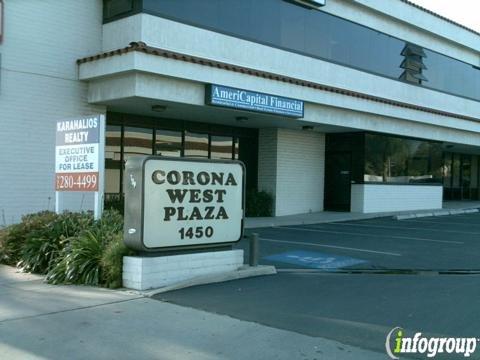 AmeriCapital Financial
KARAHALIOS
REALTY
EXECUTIVE
OFFICE
FOR LEASE
280-4499
CORONA
WEST
PLAZA
1450
infogroup